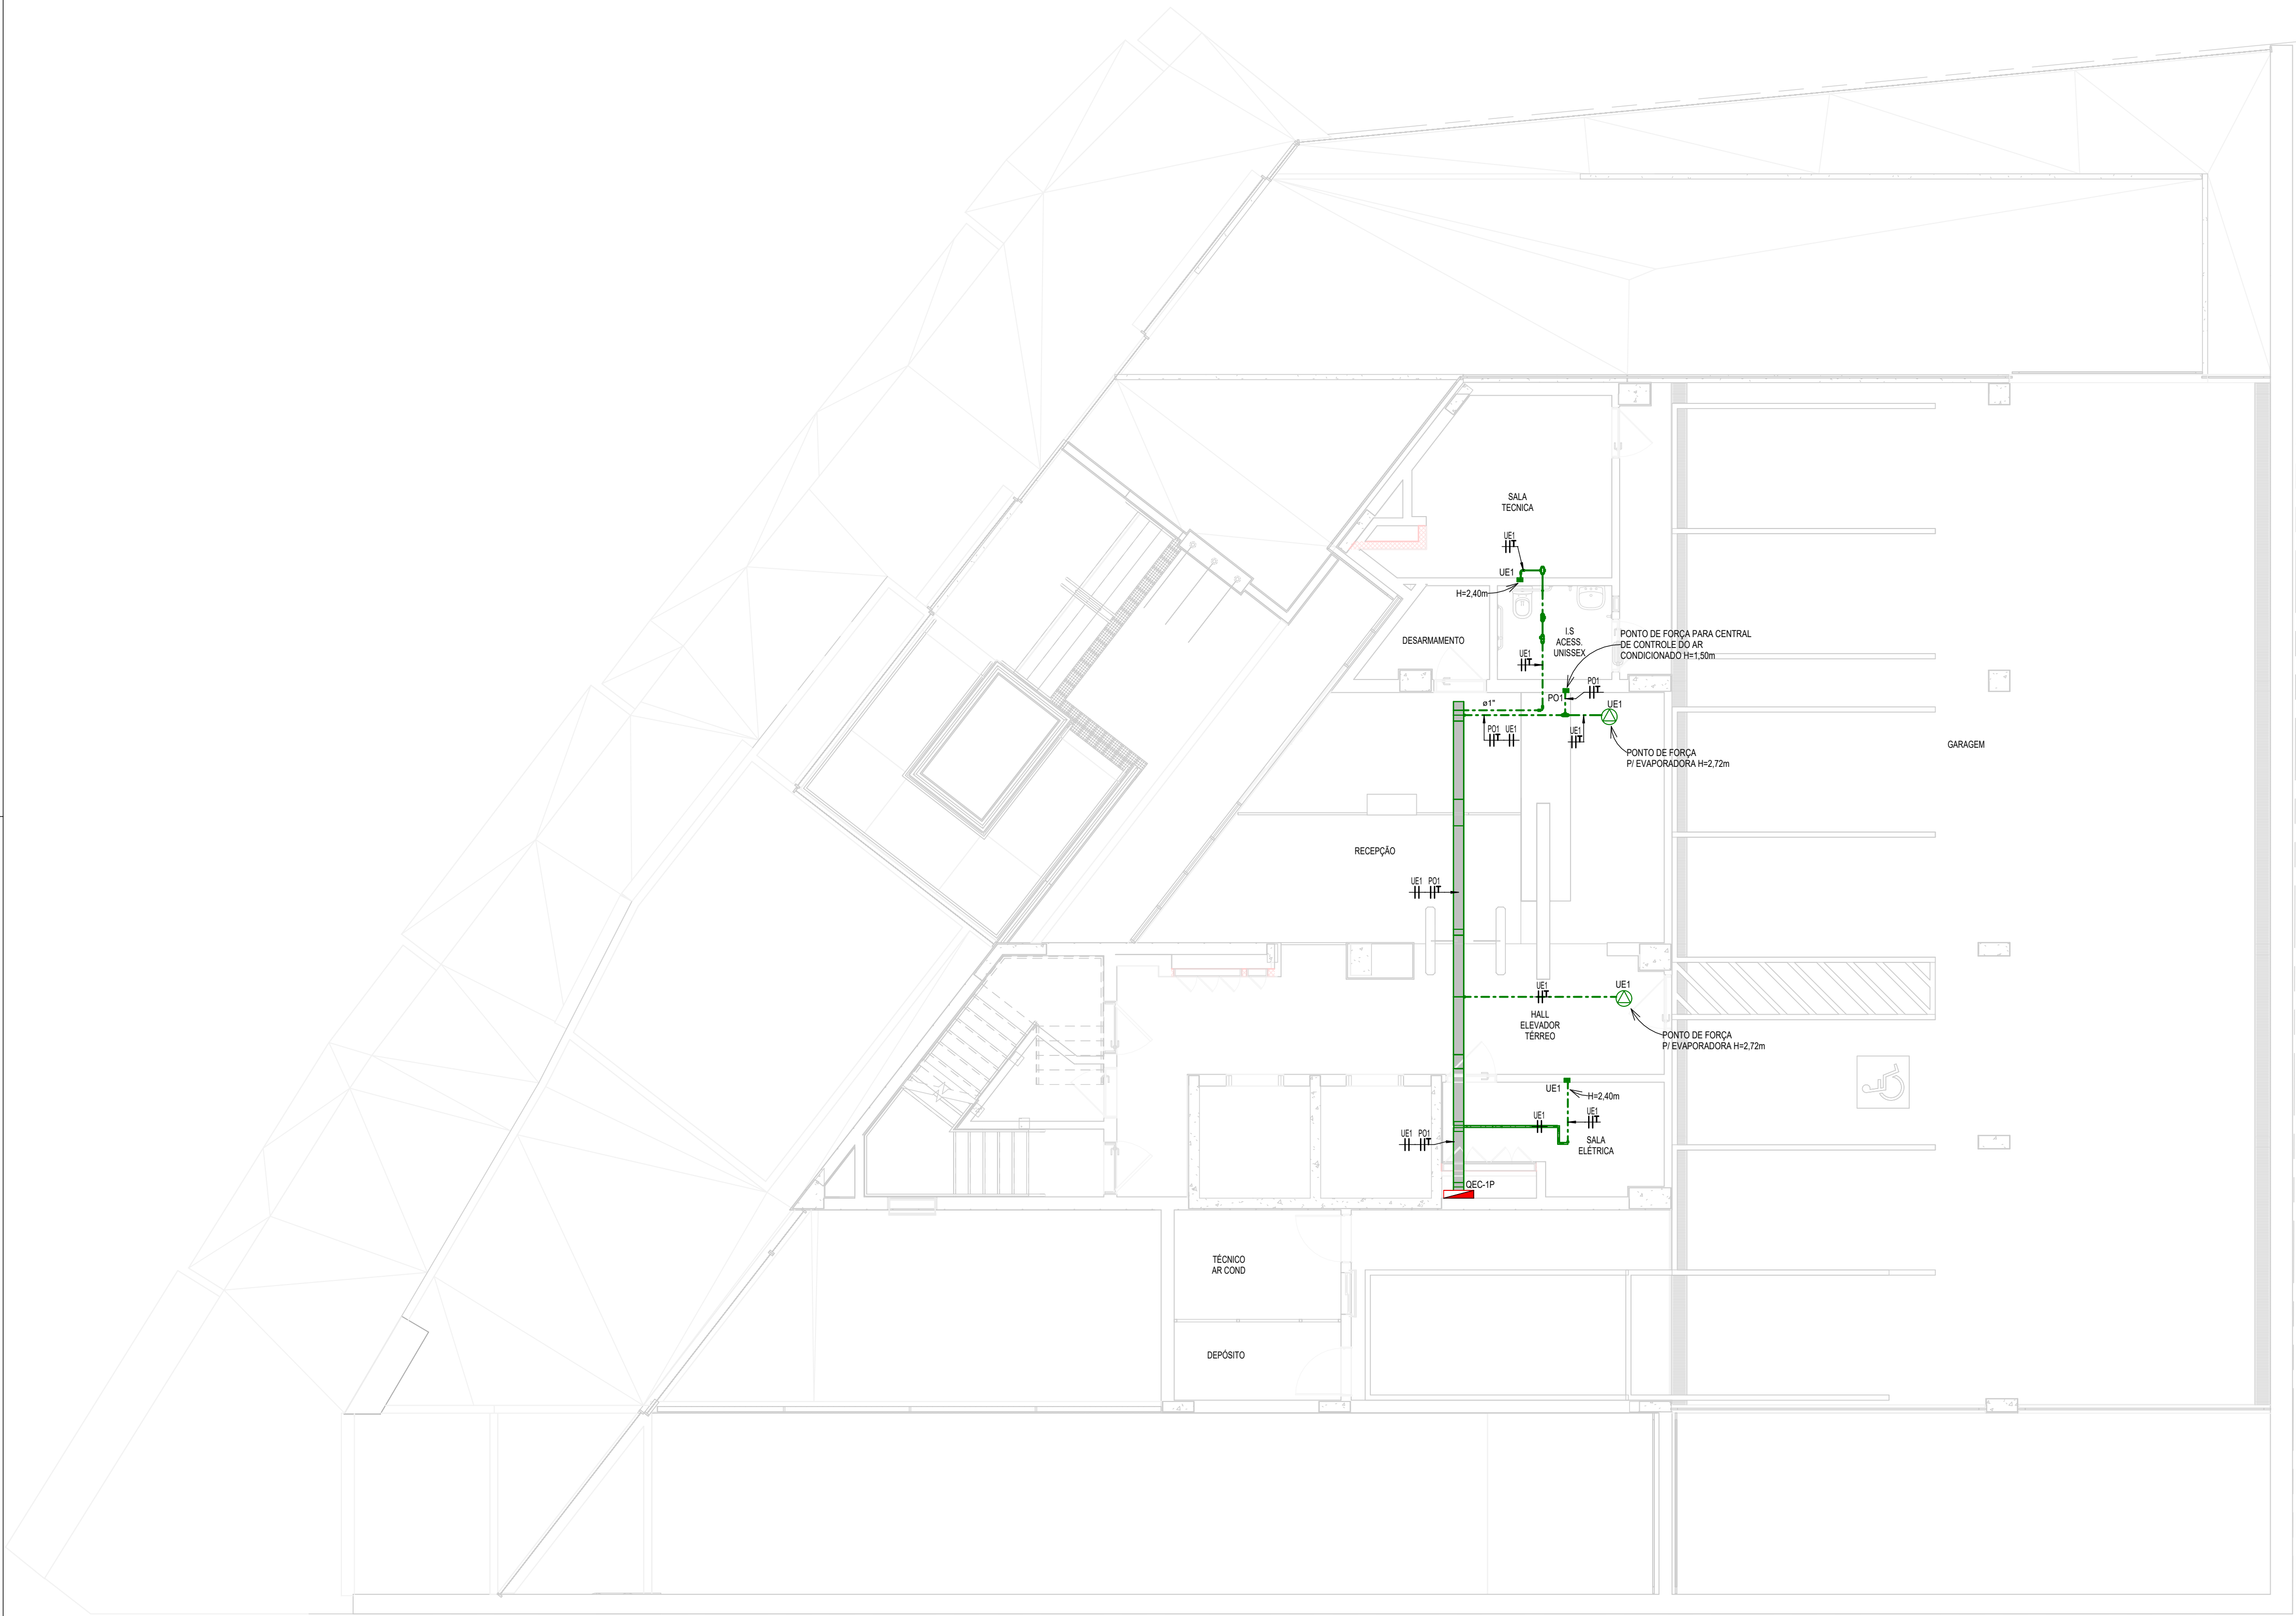 SALA
TECNICA
UE1
UE1
H=2,40m
DESARMAMENTO
I.S
ACESS.
UNISSEX
UE1
PONTO DE FORÇA PARA CENTRAL
DE CONTROLE DO AR
CONDICIONADO H=1,50m
PO1
PO1
ø1"
UE1
PO1 UE1
UE1
PONTO DE FORÇA
P/ EVAPORADORA H=2,72m
GARAGEM
RECEPÇÃO
UE1 PO1
UE1
UE1
HALL
ELEVADOR
TÉRREO
PONTO DE FORÇA
P/ EVAPORADORA H=2,72m
UE1
H=2,40m
UE1
UE1
UE1 PO1
SALA
ELÉTRICA
QEC-1P
TÉCNICO
AR COND
DEPÓSITO